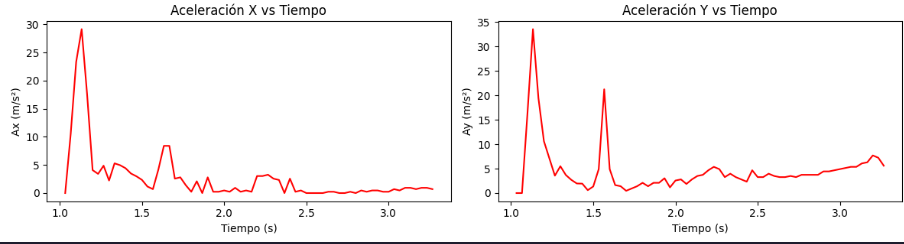 Aceleración X vs Tiempo
Ax (m/s²)
30
25
20
15
10
5
0
1.0 1.5 2.0 2.5 3.0
Tiempo (s)
Aceleración Y vs Tiempo
Ay (m/s²)
35
30
25
20
15
10
5
0
1.0 1.5 2.0 2.5 3.0
Tiempo (s)